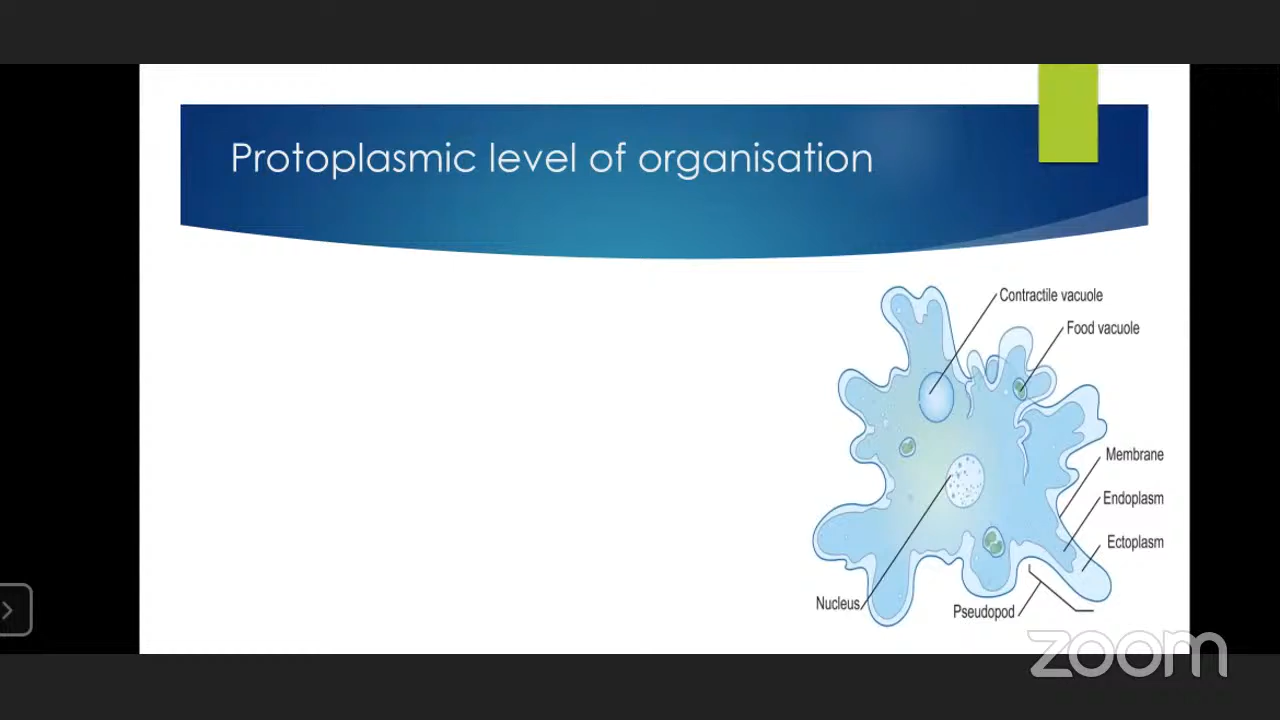 Protoplasmic level of organisation
Contractile vacuole
Food vacuole
Membrane
Endoplasm
Ectoplasm
Nucleus
Pseudopod
zoom